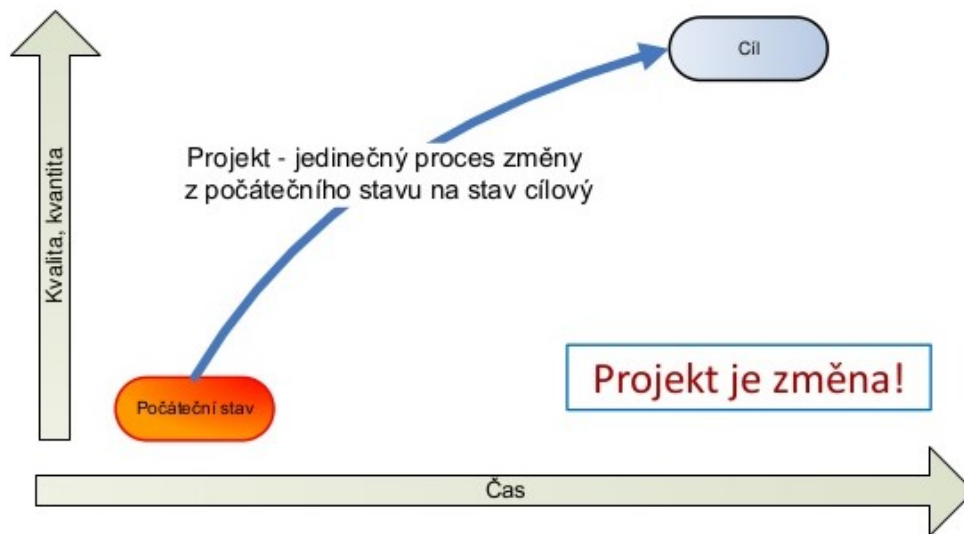 Cíl
Projekt - jedinečný proces změny
z počátečního stavu na stav cílový
Kvalita, kvantita
Projekt je změna!
Počáteční stav
Čas